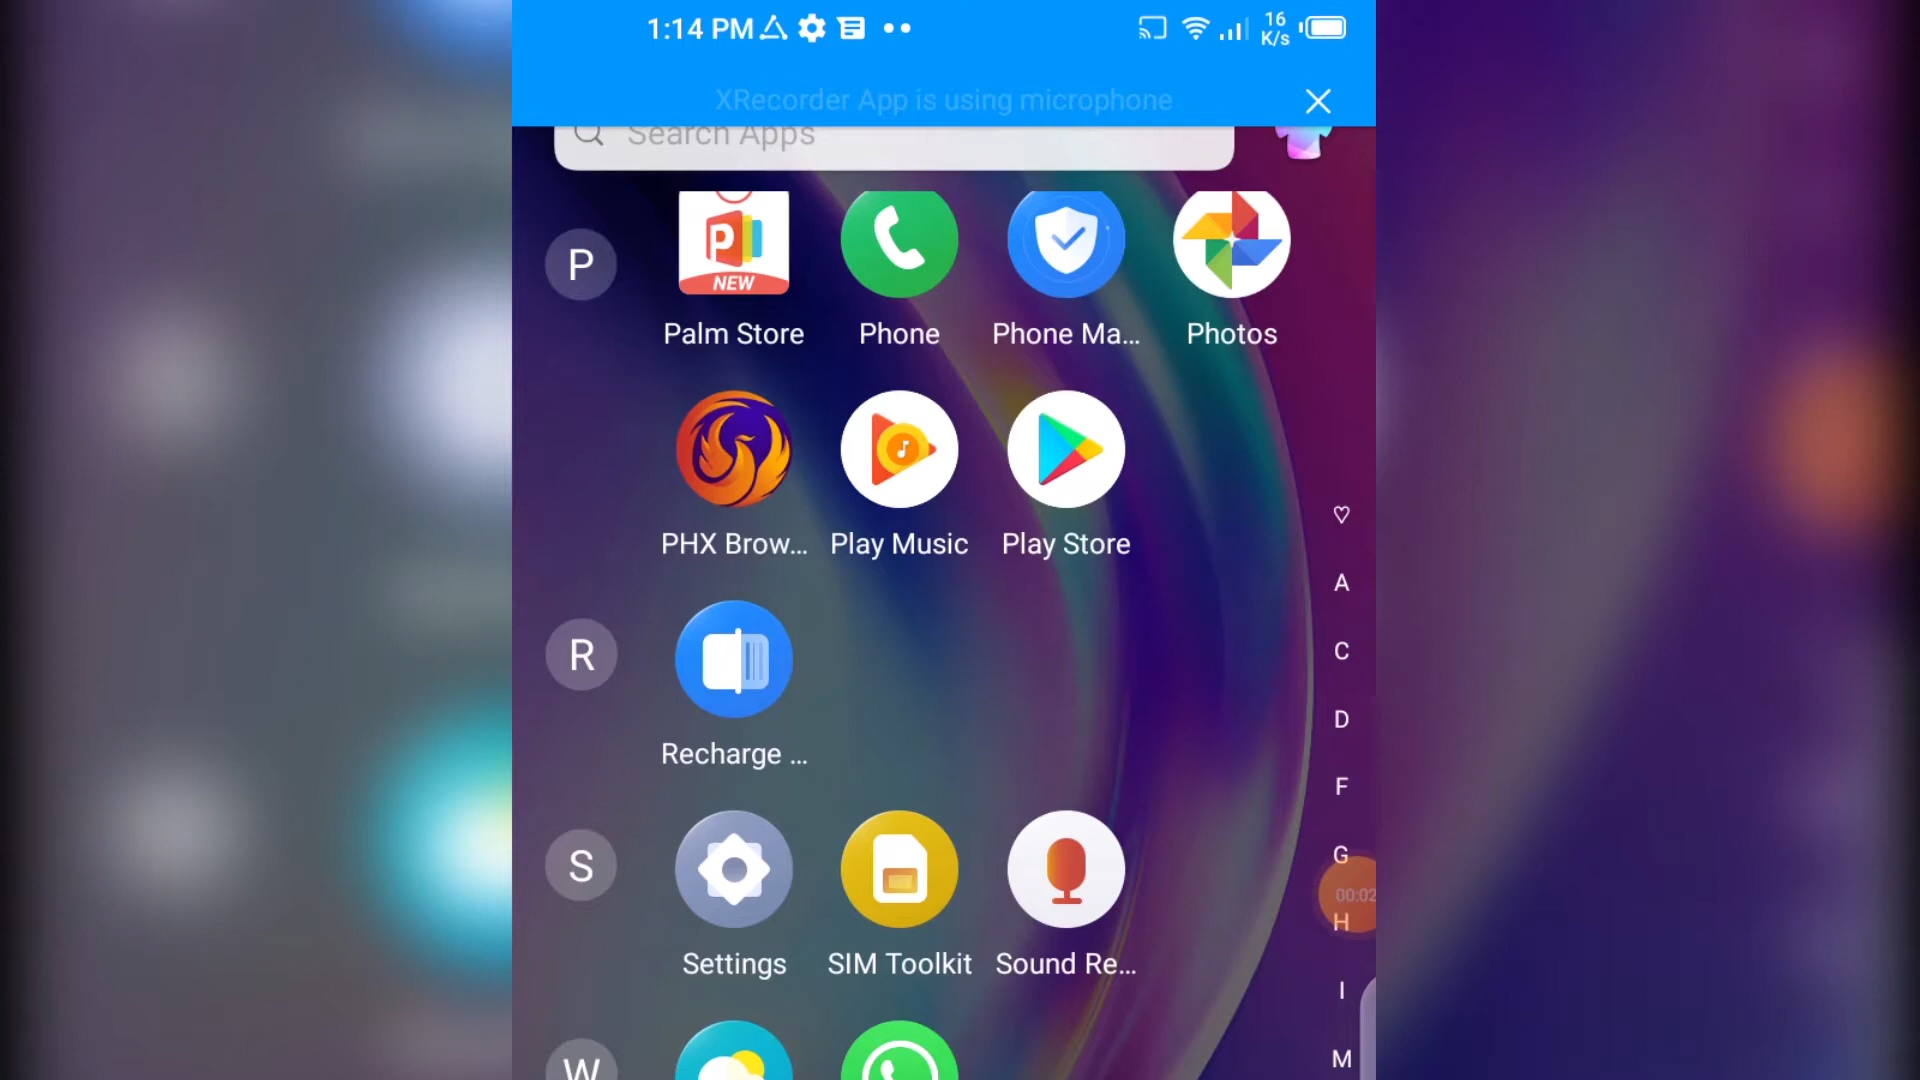 1:14 PM
16
K/s
XRecorder App is using microphone
Search Apps
P
NEW
Palm Store
Phone
Phone Ma...
Photos
PHX Brow...
Play Music
Play Store
R
Recharge ...
S
Settings
SIM Toolkit
Sound Re...
W
A
C
D
F
G
00:02
H
I
M